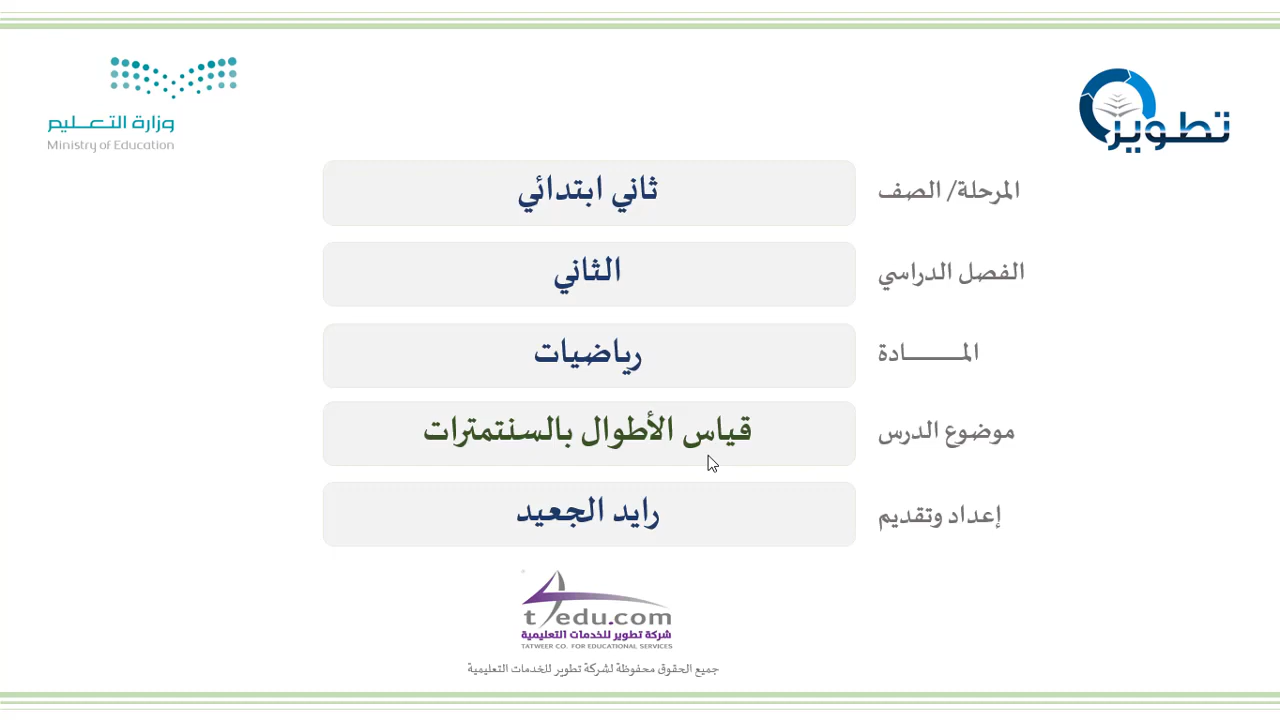 وزارة التعليم
Ministry of Education
تطوير
المرحلة/ الصف
ثاني ابتدائي
الفصل الدراسي
الثاني
المـــــــادة
رياضيات
موضوع الدرس
قياس الأطوال بالسنتمترات
إعداد وتقديم
رايد الجعيد
t4edu.com
شركة تطوير للخدمات التعليمية
TATWEER CO. FOR EDUCATIONAL SERVICES
جميع الحقوق محفوظة لشركة تطوير للخدمات التعليمية